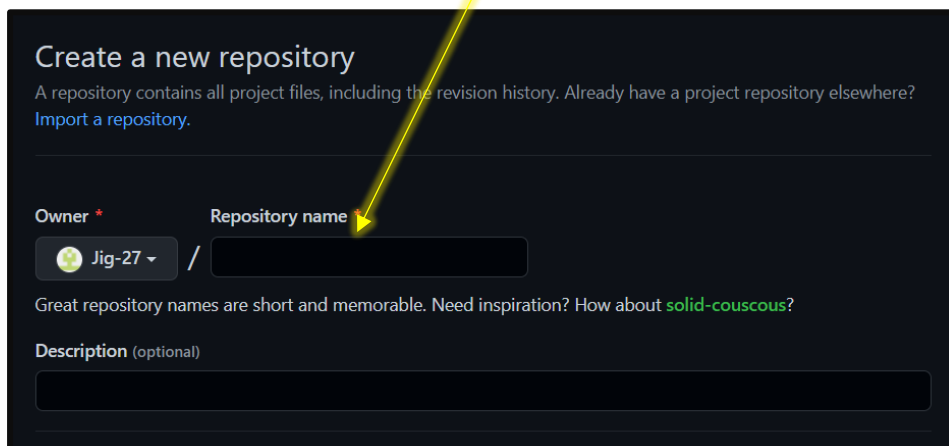 Create a new repository
A repository contains all project files, including the revision history. Already have a project repository elsewhere?
Import a repository.
Owner * Repository name *
Jig-27 /
Great repository names are short and memorable. Need inspiration? How about solid-couscous?
Description (optional)